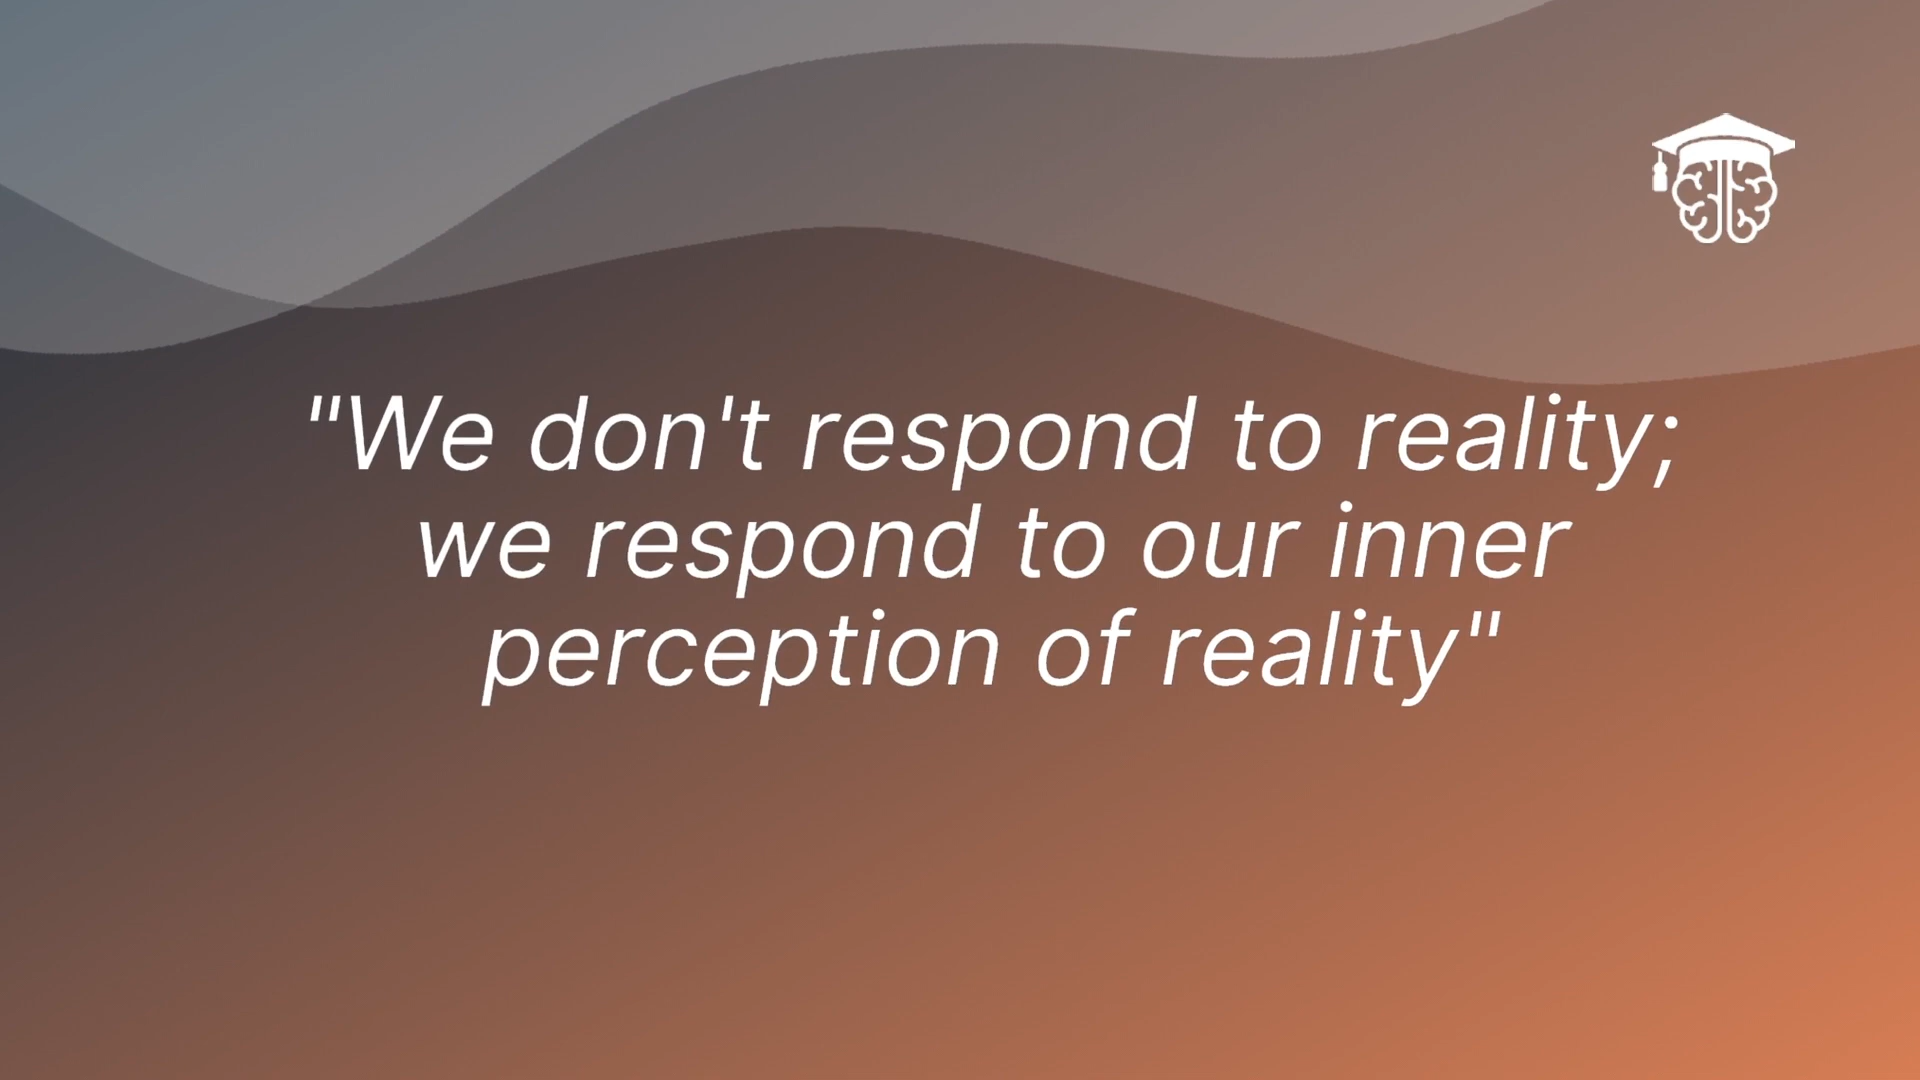 "We don't respond to reality;
we respond to our inner
perception of reality"